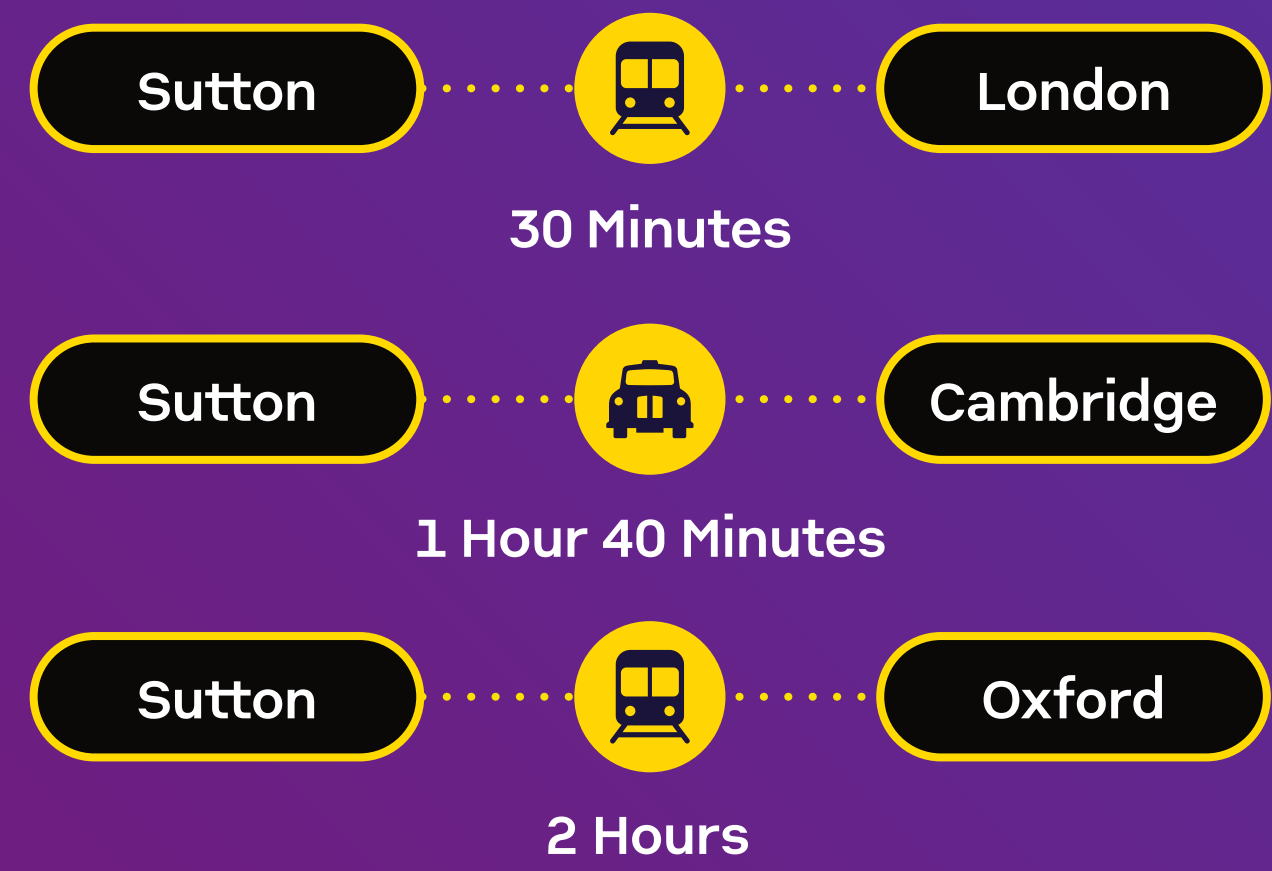 Sutton London
30 Minutes
Sutton Cambridge
1 Hour 40 Minutes
Sutton Oxford
2 Hours